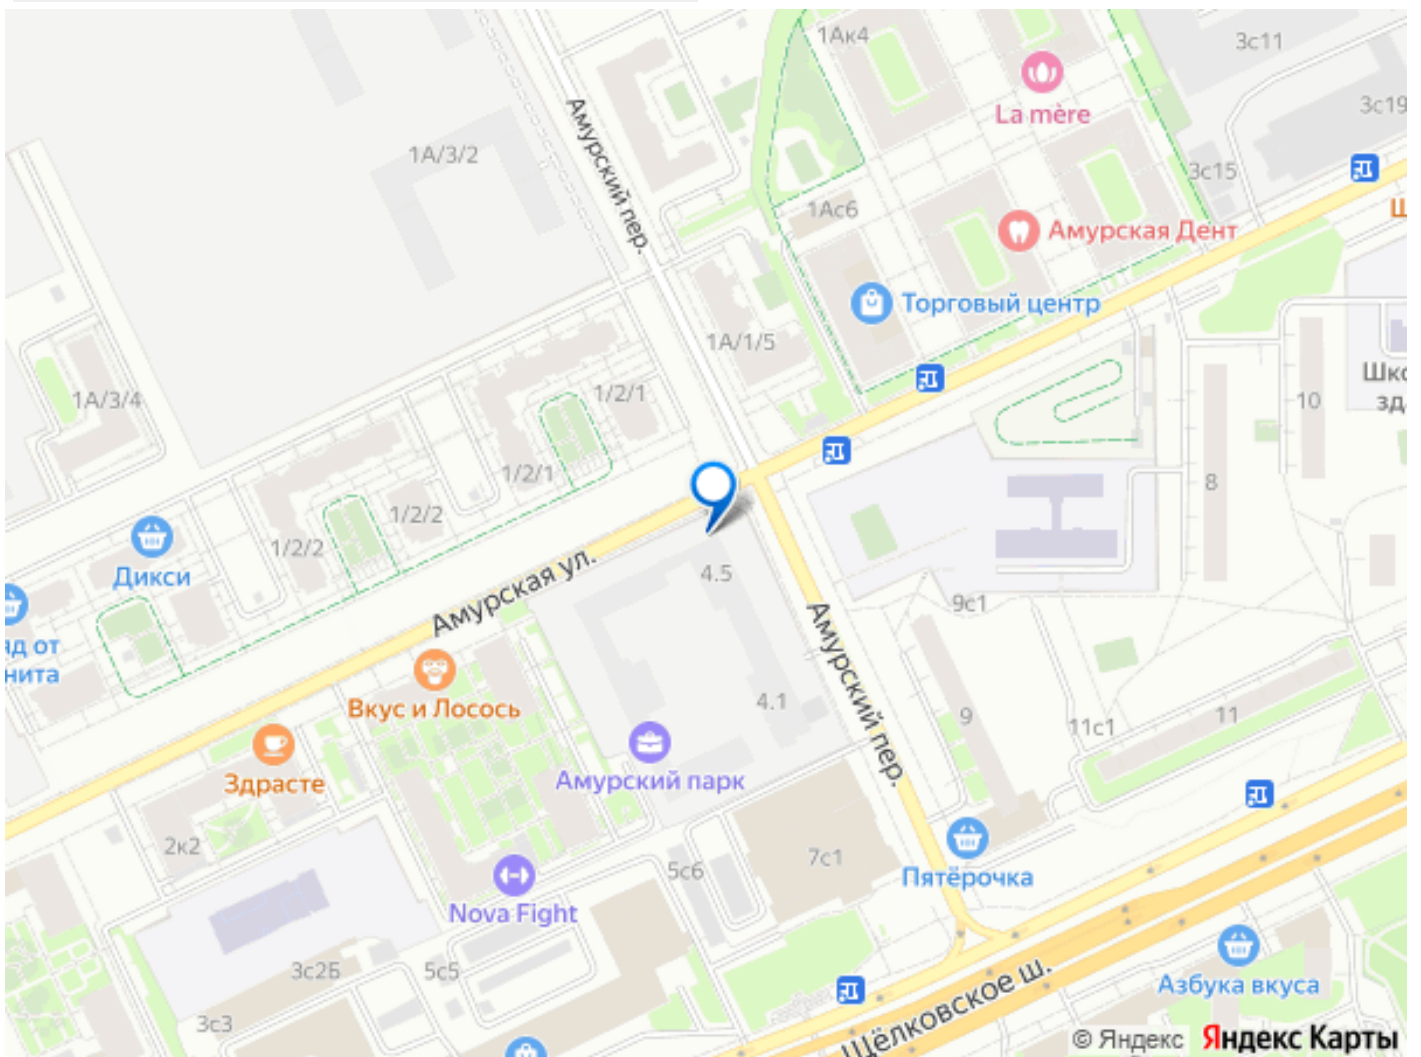 1Ак4
3с11
La mère
3с19
Амурский пер.
1А/3/2
3с15
1Ас6
Амурская Дент
Торговый центр
1А/1/5
1/2/1
1А/3/4
10
1/2/1
8
1/2/2
1/2/2
Дикси
Амурская ул.
4.5
9с1
Амурский пер.
Вкус и Лосось
4.1
9
11с1
11
Здрасте
Амурский парк
2к2
7с1
5с6
Пятёрочка
Nova Fight
3с2Б
5с5
3с3
Щёлковское ш.
Азбука вкуса
© Яндекс Яндекс Карты